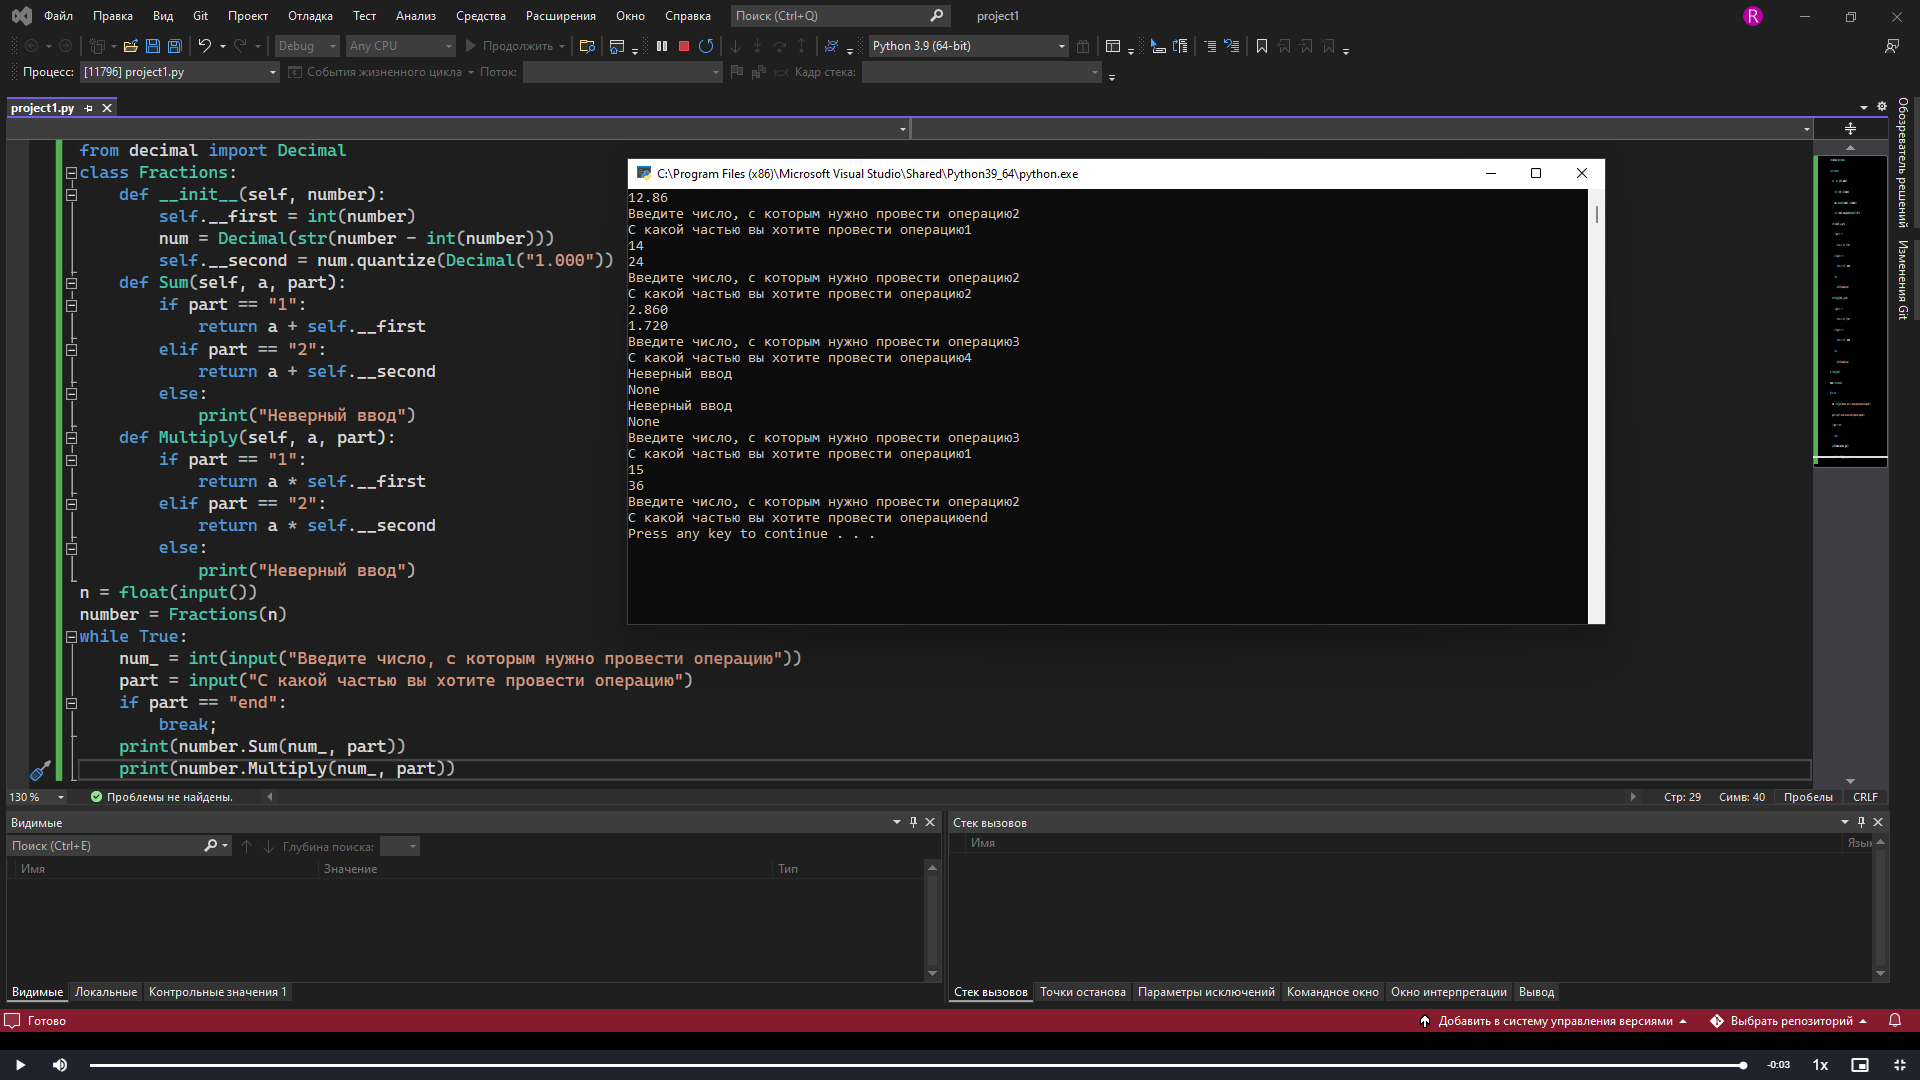 Файл Правка Вид Git Проект Отладка Тест Анализ Средства Расширения Окно Справка Поиск (Ctrl+Q) project1 R
Debug Any CPU Продолжить Python 3.9 (64-bit)
Процесс: [11796] project1.py События жизненного цикла Поток: Кадр стека:
project1.py
from decimal import Decimal
class Fractions:
def __init__(self, number):
self.__first = int(number)
num = Decimal(str(number - int(number)))
self.__second = num.quantize(Decimal("1.000"))
def Sum(self, a, part):
if part == "1":
return a + self.__first
elif part == "2":
return a + self.__second
else:
print("Неверный ввод")
def Multiply(self, a, part):
if part == "1":
return a * self.__first
elif part == "2":
return a * self.__second
else:
print("Неверный ввод")
n = float(input())
number = Fractions(n)
while True:
num_ = int(input("Введите число, с которым нужно провести операцию"))
part = input("С какой частью вы хотите провести операцию")
if part == "end":
break;
print(number.Sum(num_, part))
print(number.Multiply(num_, part))
C:\Program Files (x86)\Microsoft Visual Studio\Shared\Python39_64\python.exe
12.86
Введите число, с которым нужно провести операцию2
С какой частью вы хотите провести операцию1
14
24
Введите число, с которым нужно провести операцию2
С какой частью вы хотите провести операцию2
2.860
1.720
Введите число, с которым нужно провести операцию3
С какой частью вы хотите провести операцию4
Неверный ввод
None
Неверный ввод
None
Введите число, с которым нужно провести операцию3
С какой частью вы хотите провести операцию1
15
36
Введите число, с которым нужно провести операцию2
С какой частью вы хотите провести операциюend
Press any key to continue . . .
Обозреватель решений
Изменения Git
130 % Проблемы не найдены. Стр: 29 Симв: 40 Пробелы CRLF
Видимые
Поиск (Ctrl+E) Глубина поиска:
Имя Значение Тип
Видимые Локальные Контрольные значения 1
Стек вызовов
Имя Язык
Стек вызовов Точки останова Параметры исключений Командное окно Окно интерпретации Вывод
Готово Добавить в систему управления версиями Выбрать репозиторий
-0:03 1x